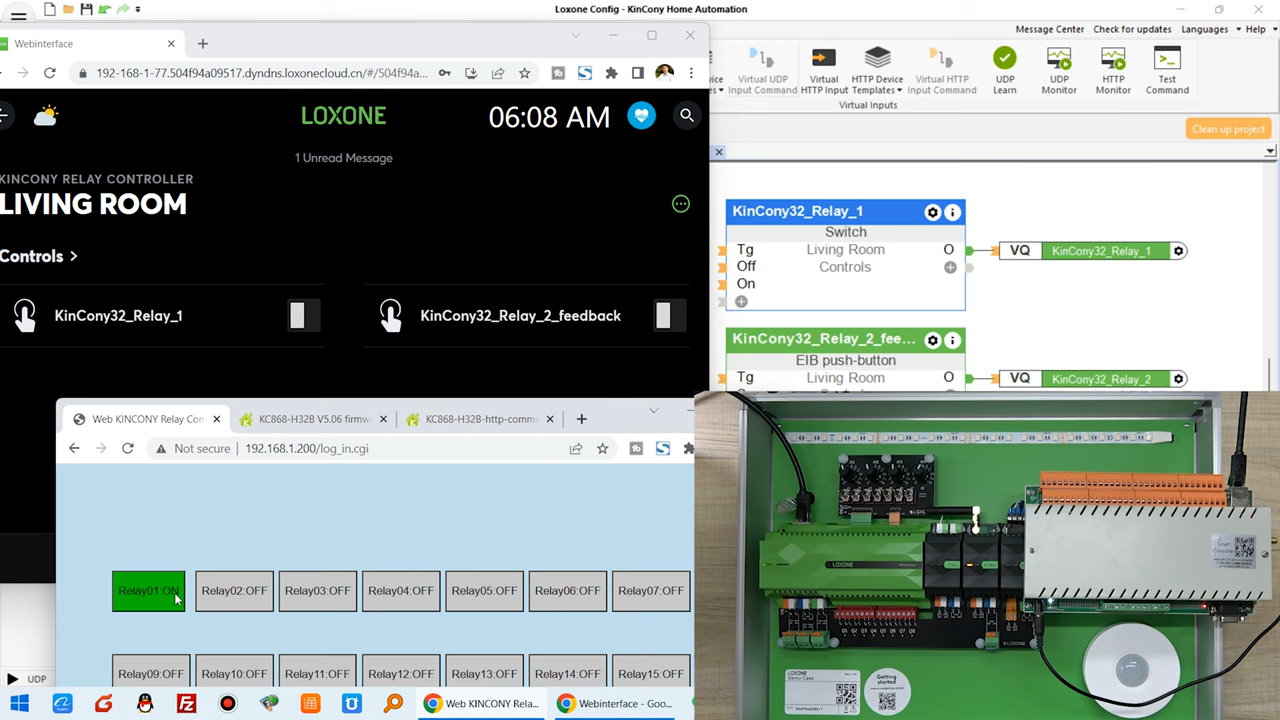 Loxone Config - KinCony Home Automation
Message Center
Check for updates
Languages
Help
Webinterface
192-168-1-77.504f94a09517.dyndns.loxonecloud.cn/#/504f94a...
Virtual UDP
Input Command
Virtual
HTTP Input
HTTP Device
Templates
Virtual HTTP
Input Command
UDP
Learn
UDP
Monitor
HTTP
Monitor
Test
Command
Virtual Inputs
Clean up project
LOXONE
06:08 AM
1 Unread Message
KINCONY RELAY CONTROLLER
LIVING ROOM
Controls >
KinCony32_Relay_1
KinCony32_Relay_2_feedback
KinCony32_Relay_1
Switch
Tg
Living Room
O
Off
Controls
On
VQ
KinCony32_Relay_1
KinCony32_Relay_2_fee...
EIB push-button
Tg
Living Room
O
VQ
KinCony32_Relay_2
Web KINCONY Relay Con
KC868-H32B V5.06 firmw
KC868-H32B-http-comma
Not secure
192.168.1.200/log_in.cgi
Relay01:ON
Relay02:OFF
Relay03:OFF
Relay04:OFF
Relay05:OFF
Relay06:OFF
Relay07:OFF
Relay09:OFF
Relay10:OFF
Relay11:OFF
Relay12:OFF
Relay13:OFF
Relay14:OFF
Relay15:OFF
UDP
Web KINCONY Rela...
Webinterface - Goo...
LOXONE
LOXONE
Demo Case
Getting
started